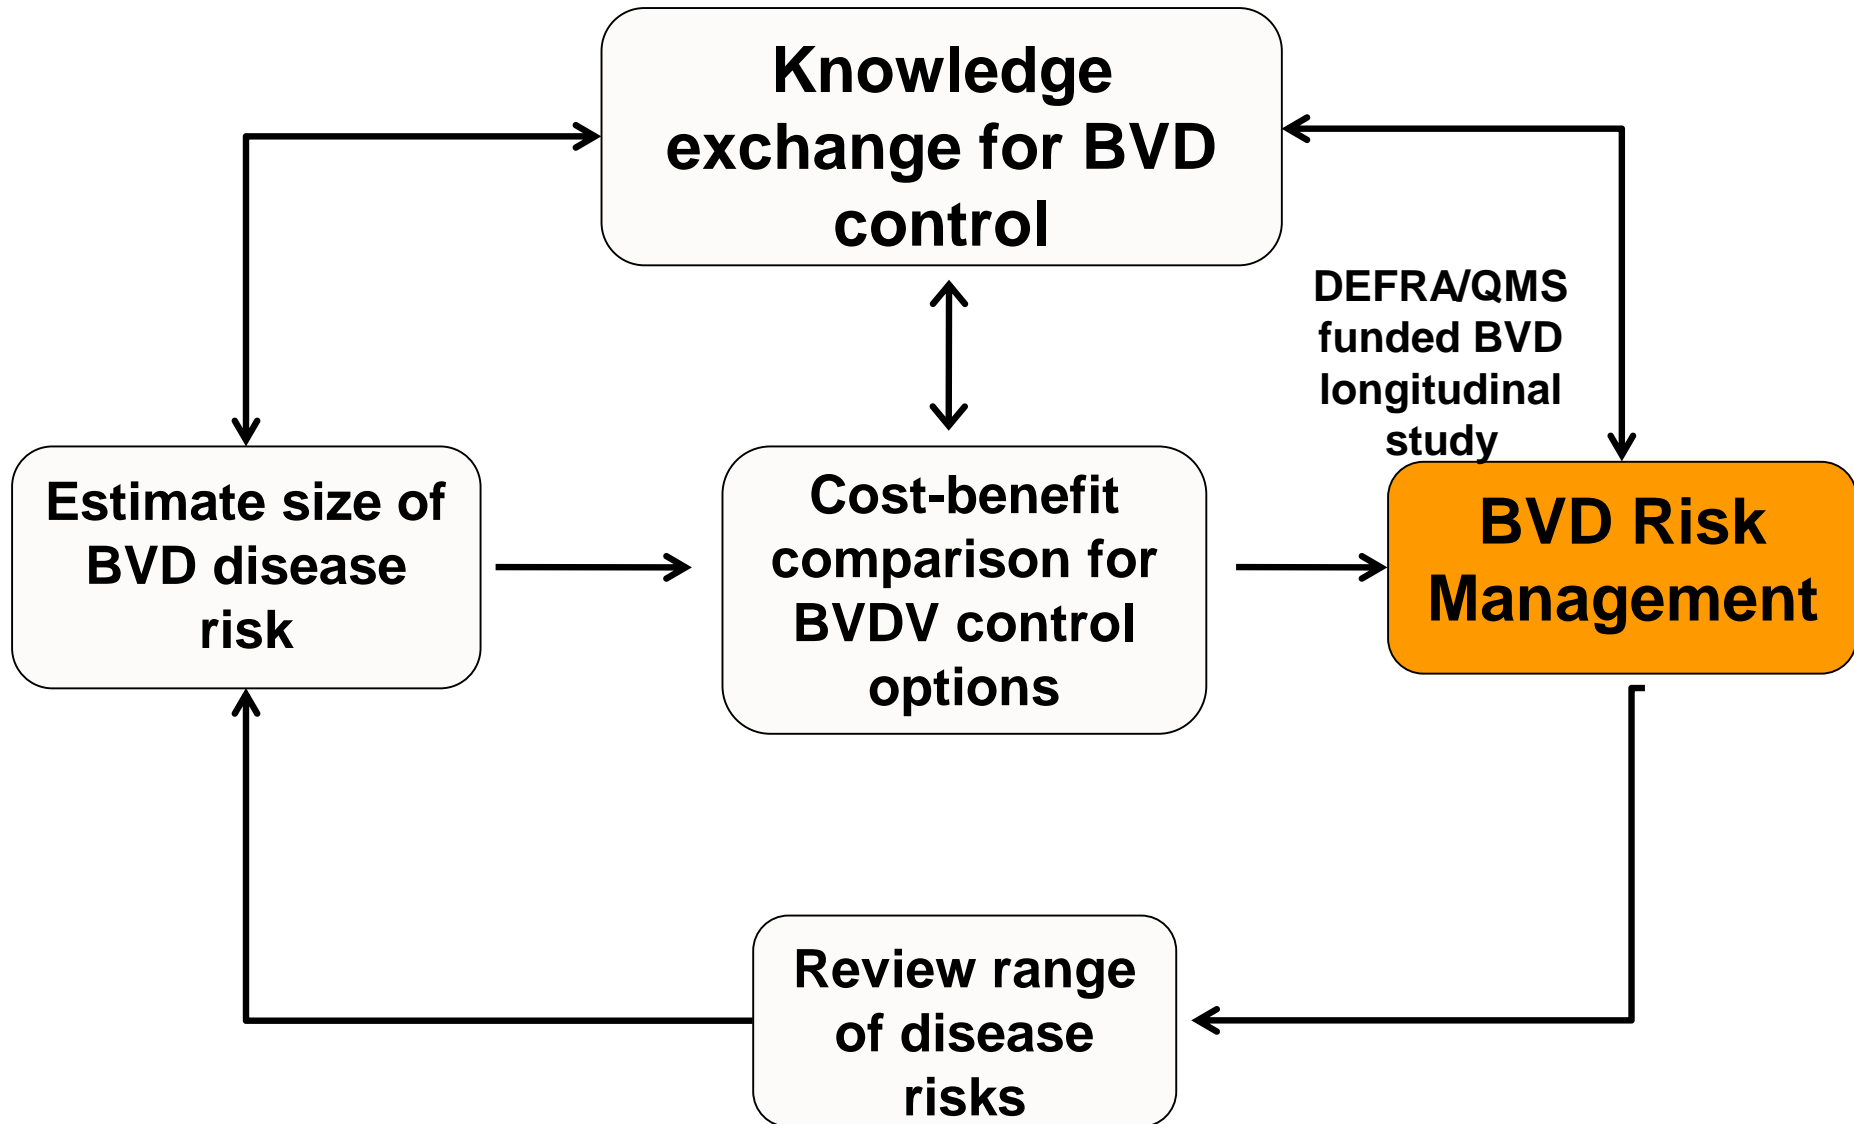 Knowledge
exchange for BVD
control
DEFRA/QMS
funded BVD
longitudinal
study
Estimate size of
BVD disease
risk
Cost-benefit
comparison for
BVDV control
options
BVD Risk
Management
Review range
of disease
risks